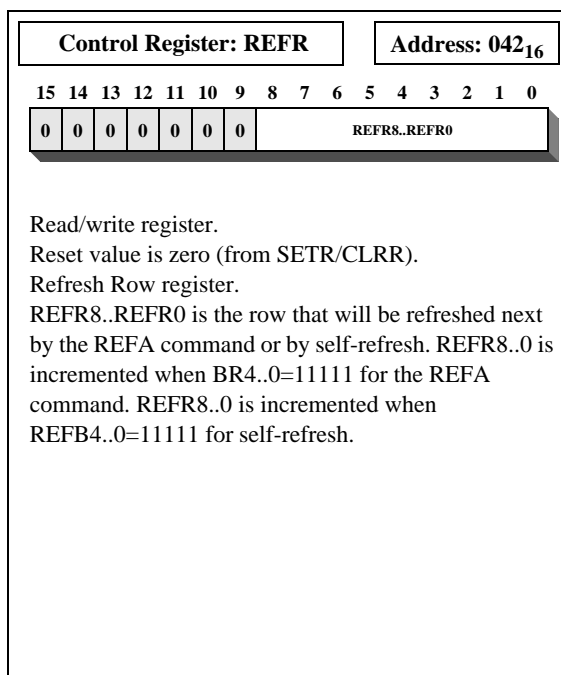 Control Register: REFR
Address: 042₁₆
15 14 13 12 11 10 9 8 7 6 5 4 3 2 1 0
0 0 0 0 0 0 0 REFR8..REFR0
Read/write register.
Reset value is zero (from SETR/CLRR).
Refresh Row register.
REFR8..REFR0 is the row that will be refreshed next
by the REFA command or by self-refresh. REFR8..0 is
incremented when BR4..0=11111 for the REFA
command. REFR8..0 is incremented when
REFB4..0=11111 for self-refresh.